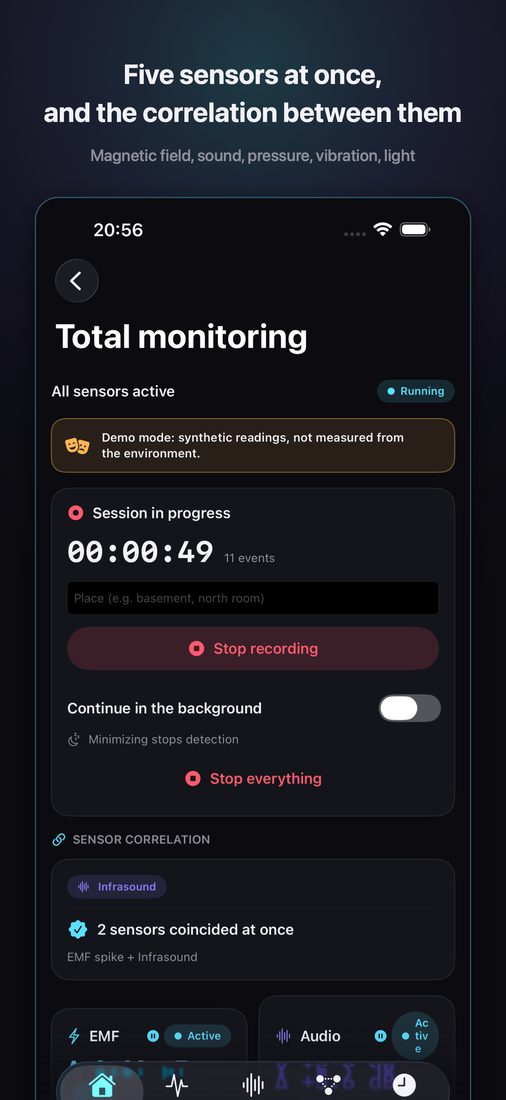 Five sensors at once,
and the correlation between them
Magnetic field, sound, pressure, vibration, light
20:56
Total monitoring
All sensors active
Running
Demo mode: synthetic readings, not measured from
the environment.
Session in progress
00:00:49 11 events
Place (e.g. basement, north room)
Stop recording
Continue in the background
Minimizing stops detection
Stop everything
SENSOR CORRELATION
Infrasound
2 sensors coincided at once
EMF spike + Infrasound
EMF
Active
Audio
Ac
tiv
e